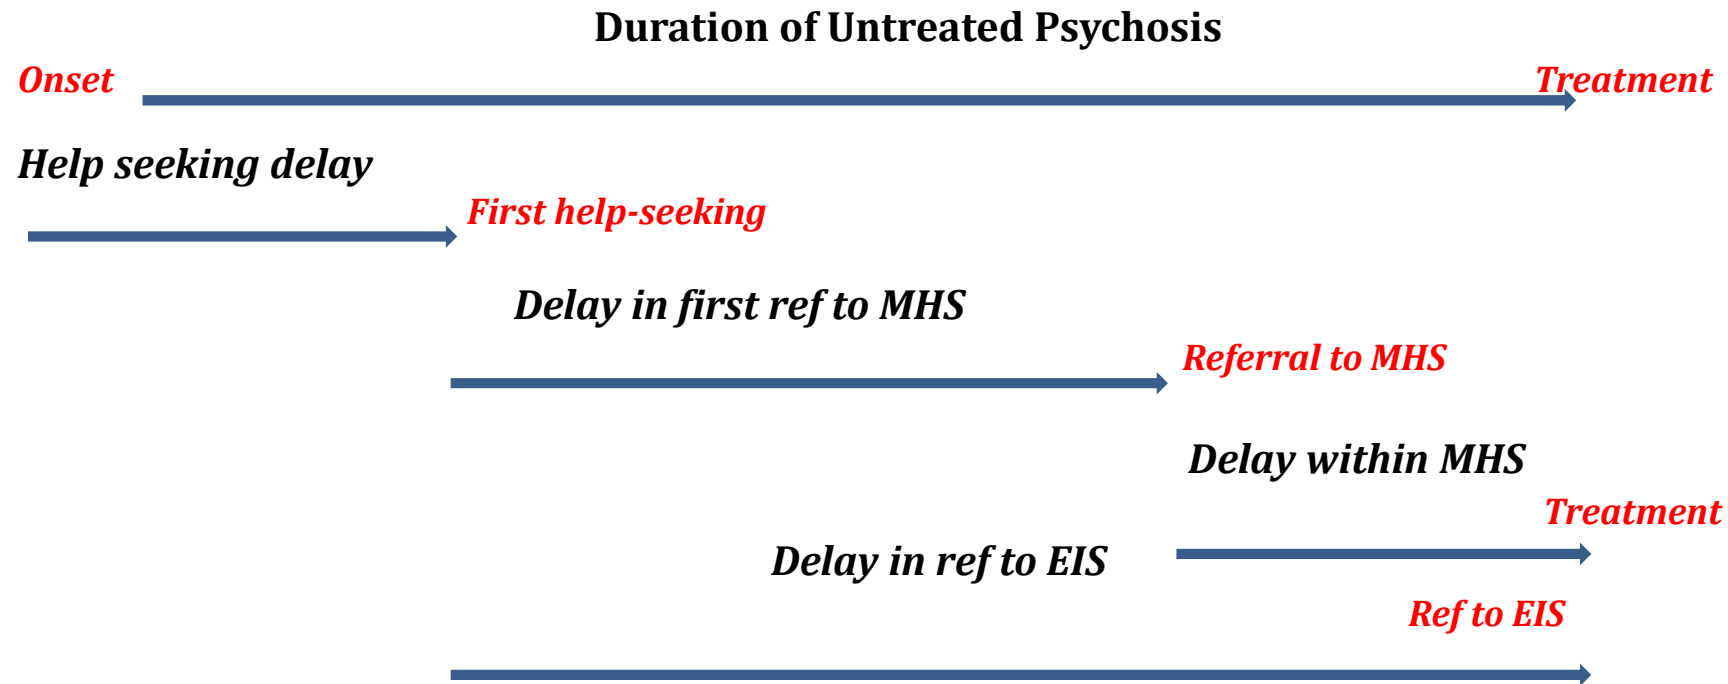 Duration of Untreated Psychosis
Onset
Treatment
Help seeking delay
First help-seeking
Delay in first ref to MHS
Referral to MHS
Delay within MHS
Treatment
Delay in ref to EIS
Ref to EIS